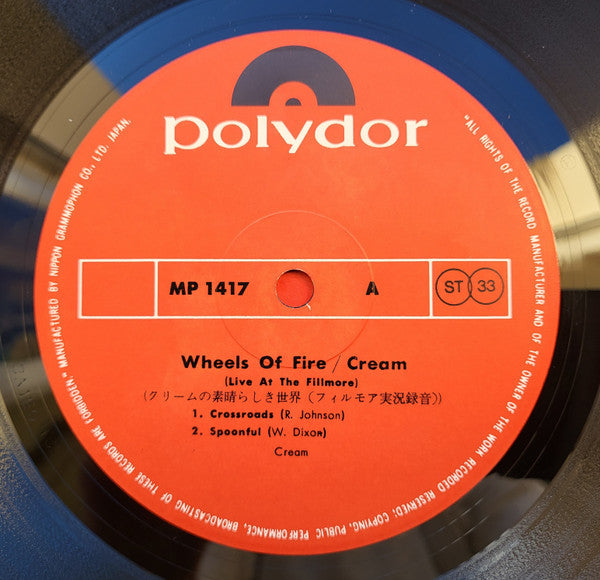 polydor
MP 1417 A ST 33
Wheels Of Fire / Cream
(Live At The Fillmore)
(クリームの素晴らしき世界（フィルモア実況録音）)
1. Crossroads (R. Johnson)
2. Spoonful (W. Dixon)
Cream
"ALL RIGHTS OF THE RECORD MANUFACTURER AND OF THE OWNER OF THE WORK RECORDED RESERVED; COPYING, PUBLIC PERFORMANCE, BROADCASTING OF THESE RECORDS ARE FORBIDDEN." MANUFACTURED BY NIPPON GRAMMOPHON CO., LTD. JAPAN.